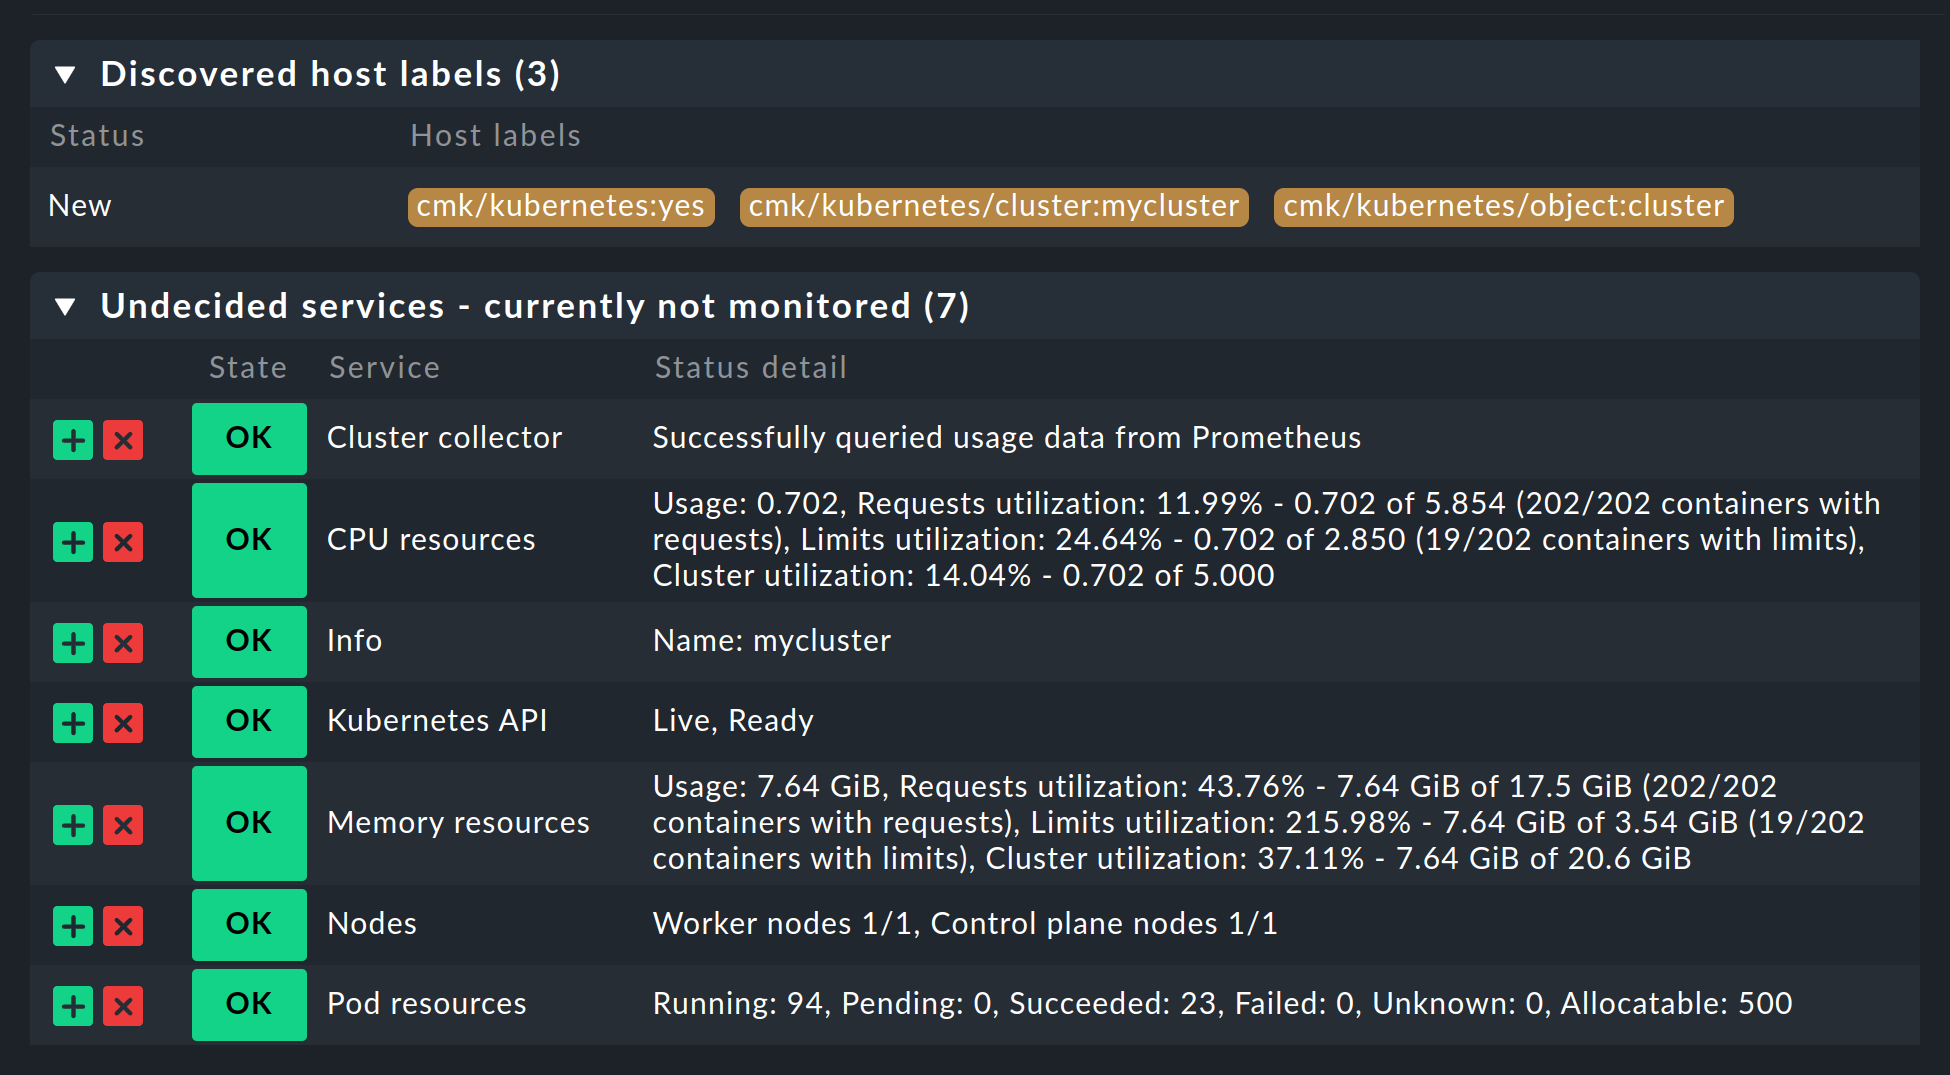 Discovered host labels (3)
Status Host labels
New cmk/kubernetes:yes cmk/kubernetes/cluster:mycluster cmk/kubernetes/object:cluster
Undecided services - currently not monitored (7)
State Service Status detail
OK Cluster collector Successfully queried usage data from Prometheus
OK CPU resources Usage: 0.702, Requests utilization: 11.99% - 0.702 of 5.854 (202/202 containers with
requests), Limits utilization: 24.64% - 0.702 of 2.850 (19/202 containers with limits),
Cluster utilization: 14.04% - 0.702 of 5.000
OK Info Name: mycluster
OK Kubernetes API Live, Ready
OK Memory resources Usage: 7.64 GiB, Requests utilization: 43.76% - 7.64 GiB of 17.5 GiB (202/202
containers with requests), Limits utilization: 215.98% - 7.64 GiB of 3.54 GiB (19/202
containers with limits), Cluster utilization: 37.11% - 7.64 GiB of 20.6 GiB
OK Nodes Worker nodes 1/1, Control plane nodes 1/1
OK Pod resources Running: 94, Pending: 0, Succeeded: 23, Failed: 0, Unknown: 0, Allocatable: 500